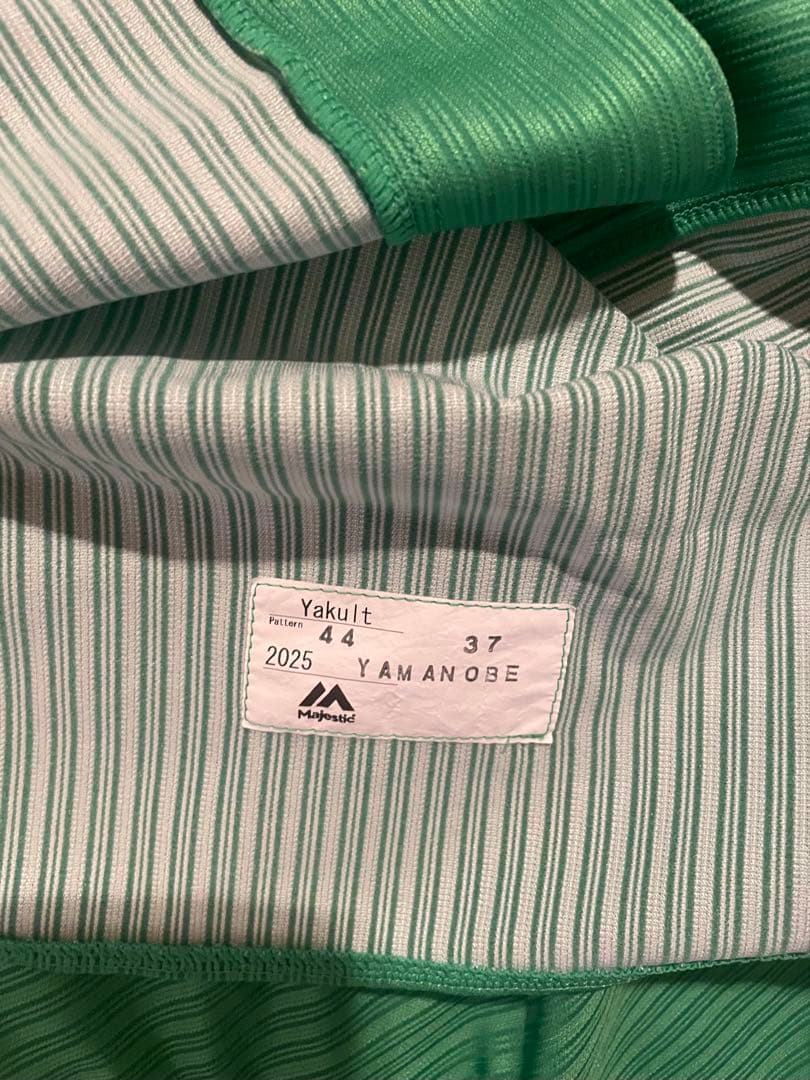 Yakult
Pattern 44 37
2025 YAMANOBE
Majestic